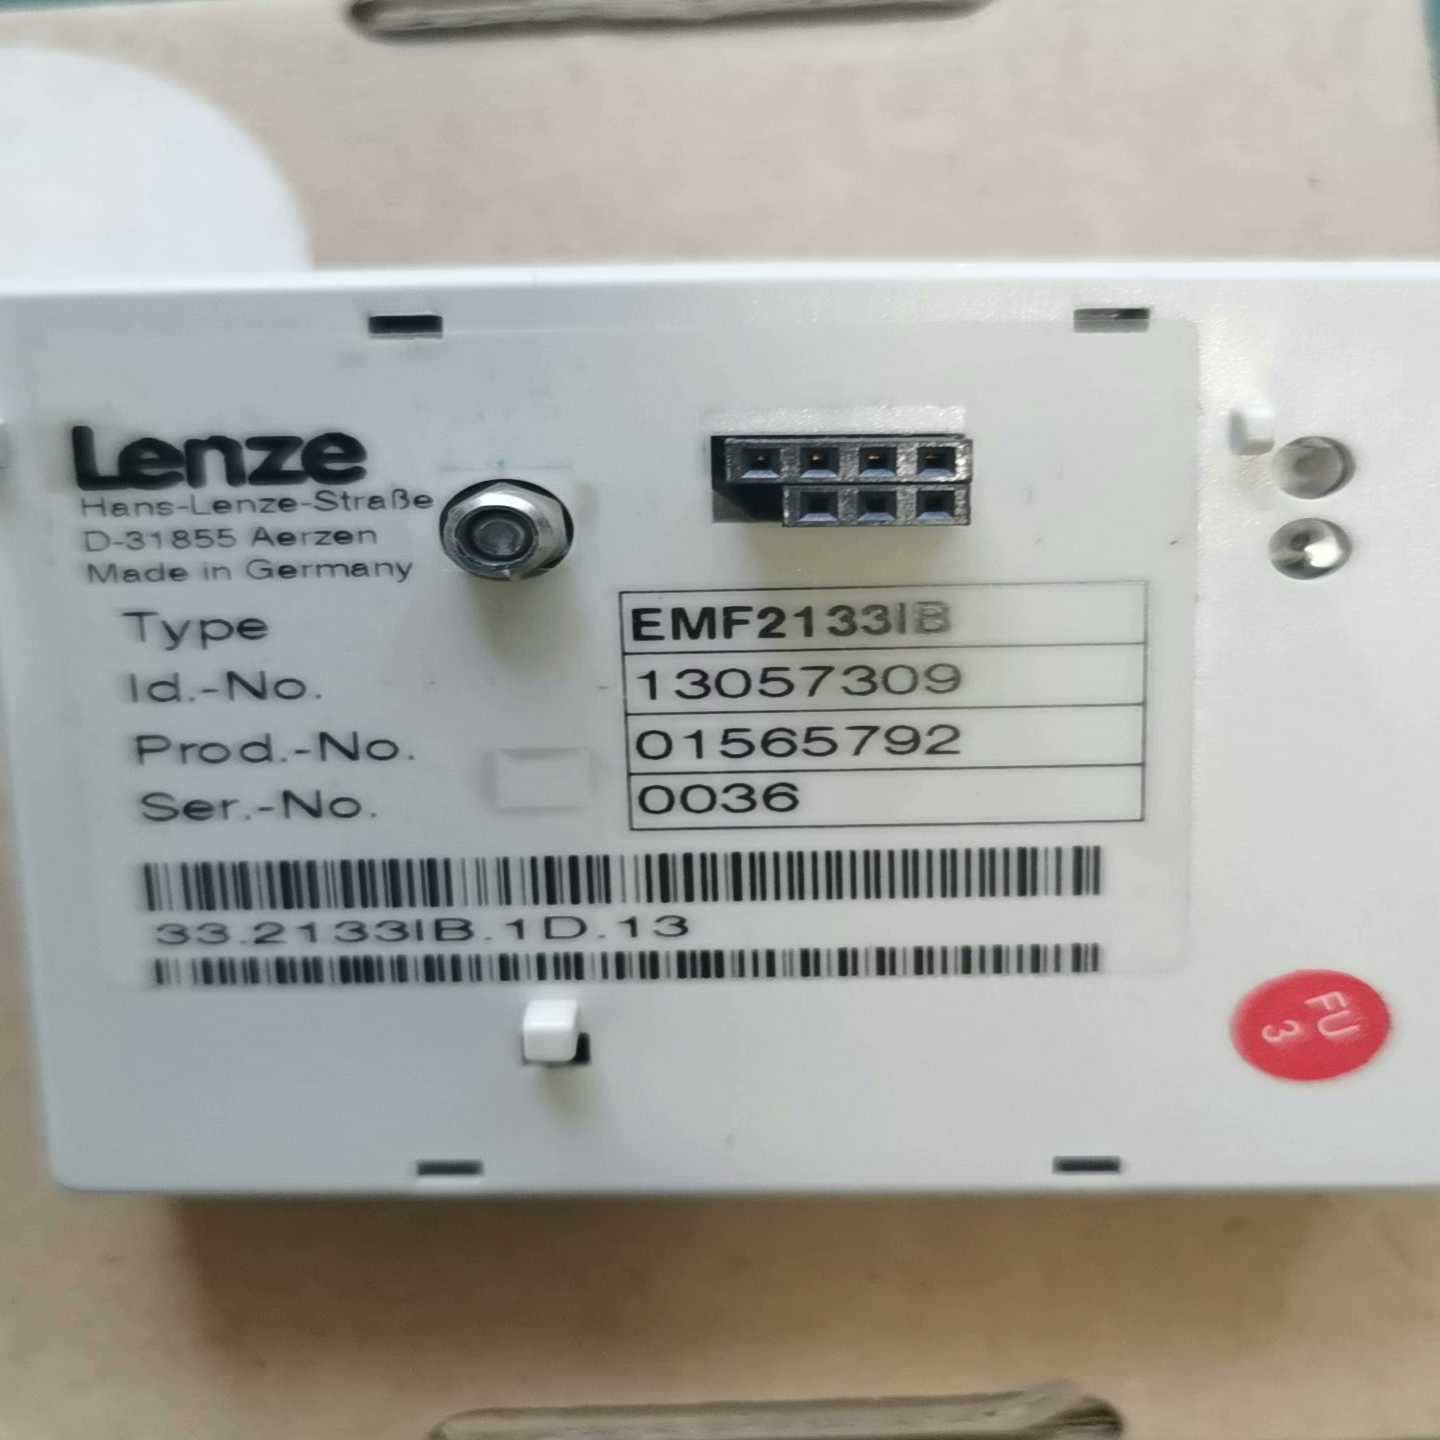 Lenze
Hans-Lenze-Straße
D-31855 Aerzen
Made in Germany
Type EMF2133IB
Id.-No. 13057309
Prod.-No. 01565792
Ser.-No. 0036
33.2133IB.1D.13
FU
3